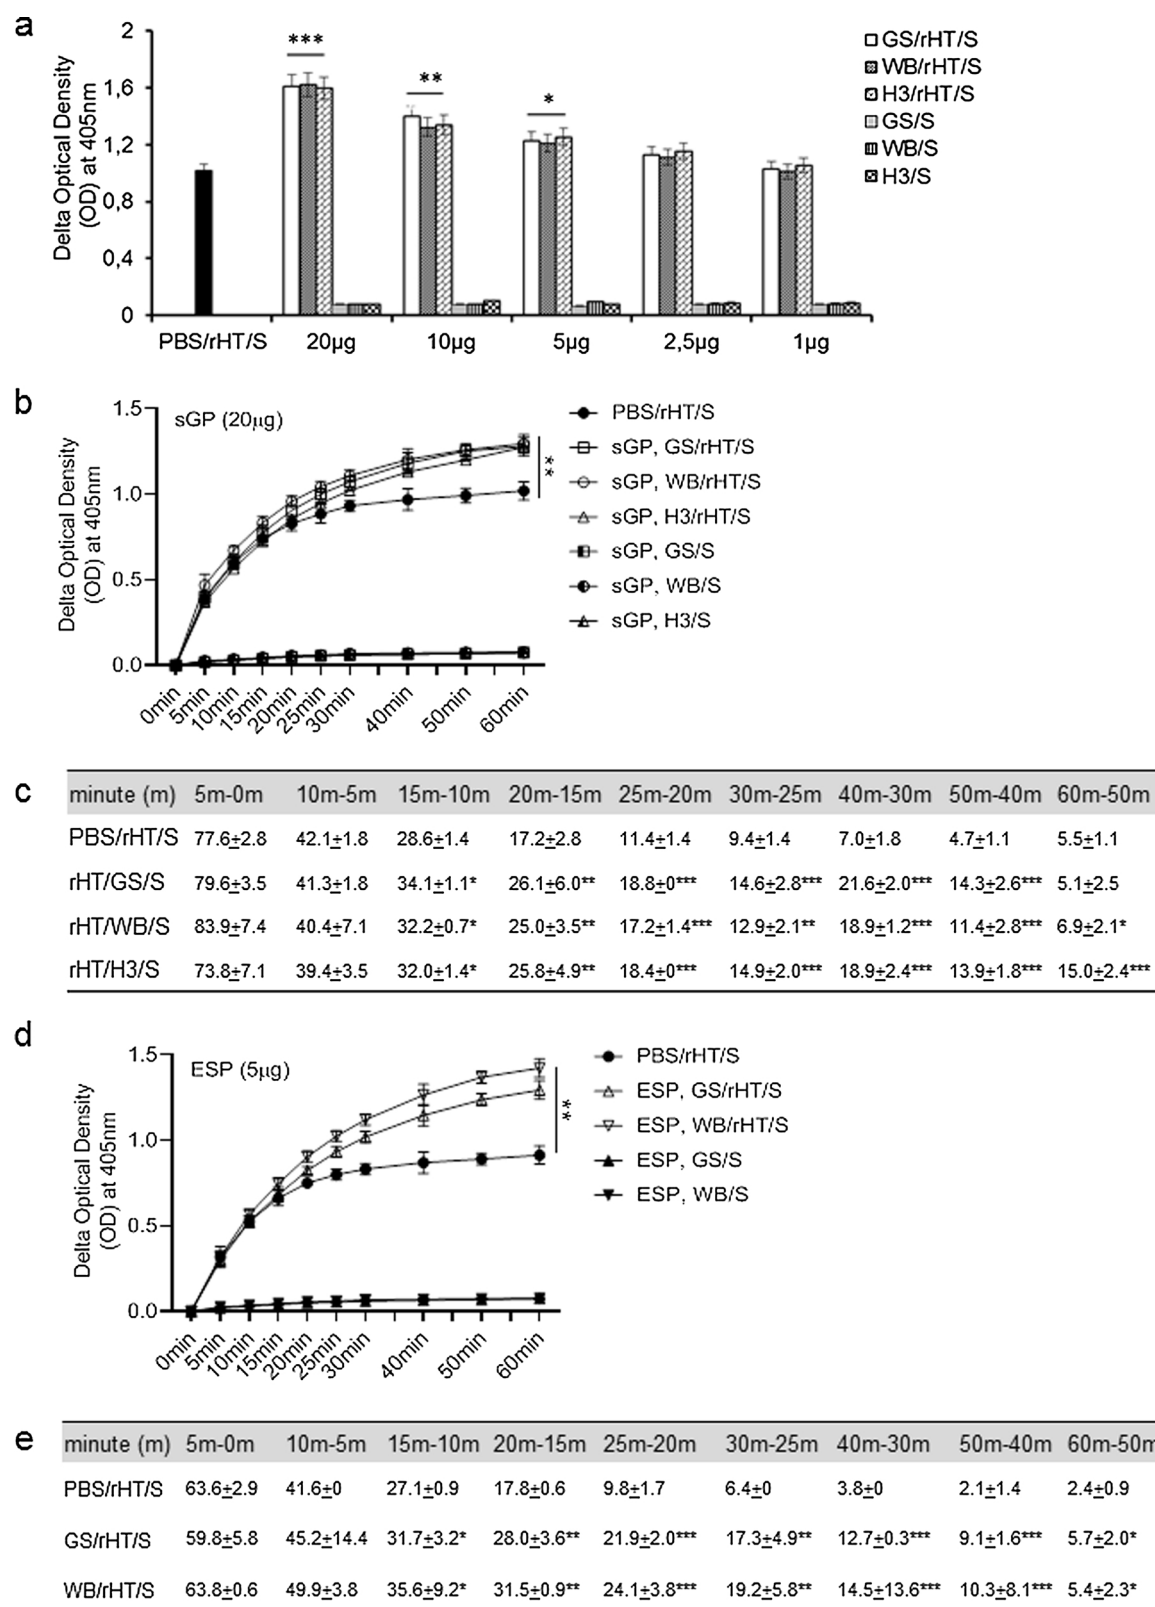 a
Delta Optical Density
(OD) at 405nm
2
1,6
1,2
0,8
0,4
0
***
**
*
GS/rHT/S
WB/rHT/S
H3/rHT/S
GS/S
WB/S
H3/S
PBS/rHT/S 20µg 10µg 5µg 2,5µg 1µg
b
Delta Optical Density
(OD) at 405nm
1.5
1.0
0.5
0.0
sGP (20µg)
**
PBS/rHT/S
sGP, GS/rHT/S
sGP, WB/rHT/S
sGP, H3/rHT/S
sGP, GS/S
sGP, WB/S
sGP, H3/S
0min 5min 10min 15min 20min 25min 30min 40min 50min 60min
c
minute (m) 5m-0m 10m-5m 15m-10m 20m-15m 25m-20m 30m-25m 40m-30m 50m-40m 60m-50m
PBS/rHT/S 77.6±2.8 42.1±1.8 28.6±1.4 17.2±2.8 11.4±1.4 9.4±1.4 7.0±1.8 4.7±1.1 5.5±1.1
rHT/GS/S 79.6±3.5 41.3±1.8 34.1±1.1* 26.1±6.0** 18.8±0*** 14.6±2.8*** 21.6±2.0*** 14.3±2.6*** 5.1±2.5
rHT/WB/S 83.9±7.4 40.4±7.1 32.2±0.7* 25.0±3.5** 17.2±1.4*** 12.9±2.1** 18.9±1.2*** 11.4±2.8*** 6.9±2.1*
rHT/H3/S 73.8±7.1 39.4±3.5 32.0±1.4* 25.8±4.9** 18.4±0*** 14.9±2.0*** 18.9±2.4*** 13.9±1.8*** 15.0±2.4***
d
Delta Optical Density
(OD) at 405nm
1.5
1.0
0.5
0.0
ESP (5µg)
**
PBS/rHT/S
ESP, GS/rHT/S
ESP, WB/rHT/S
ESP, GS/S
ESP, WB/S
0min 5min 10min 15min 20min 25min 30min 40min 50min 60min
e
minute (m) 5m-0m 10m-5m 15m-10m 20m-15m 25m-20m 30m-25m 40m-30m 50m-40m 60m-50m
PBS/rHT/S 63.6±2.9 41.6±0 27.1±0.9 17.8±0.6 9.8±1.7 6.4±0 3.8±0 2.1±1.4 2.4±0.9
GS/rHT/S 59.8±5.8 45.2±14.4 31.7±3.2* 28.0±3.6** 21.9±2.0*** 17.3±4.9** 12.7±0.3*** 9.1±1.6*** 5.7±2.0*
WB/rHT/S 63.8±0.6 49.9±3.8 35.6±9.2* 31.5±0.9** 24.1±3.8*** 19.2±5.8** 14.5±13.6*** 10.3±8.1*** 5.4±2.3*